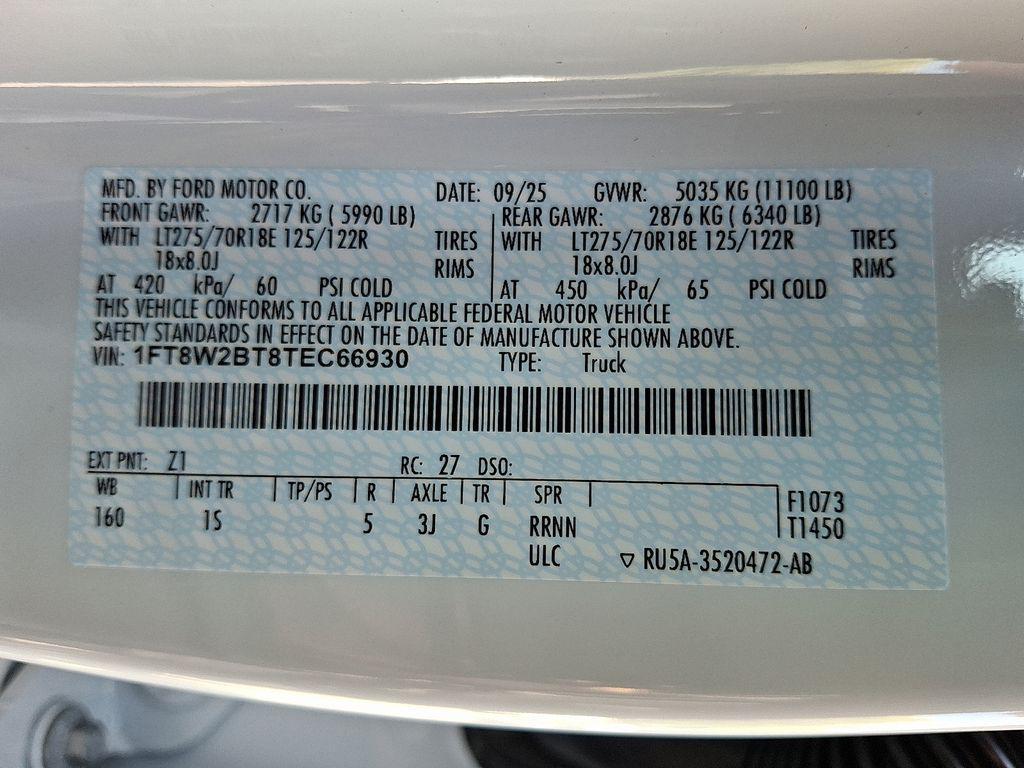 MFD. BY FORD MOTOR CO. DATE: 09/25 GVWR: 5035 KG (11100 LB)
FRONT GAWR: 2717 KG ( 5990 LB) REAR GAWR: 2876 KG ( 6340 LB)
WITH LT275/70R18E 125/122R TIRES WITH LT275/70R18E 125/122R TIRES
18x8.0J RIMS 18x8.0J RIMS
AT 420 kPa/ 60 PSI COLD AT 450 kPa/ 65 PSI COLD
THIS VEHICLE CONFORMS TO ALL APPLICABLE FEDERAL MOTOR VEHICLE
SAFETY STANDARDS IN EFFECT ON THE DATE OF MANUFACTURE SHOWN ABOVE.
VIN: 1FT8W2BT8TEC66930 TYPE: Truck
EXT PNT: Z1 RC: 27 DSO:
WB INT TR TP/PS R AXLE TR SPR F1073
160 1S 5 3J G RRNN T1450
ULC ▽ RU5A-3520472-AB